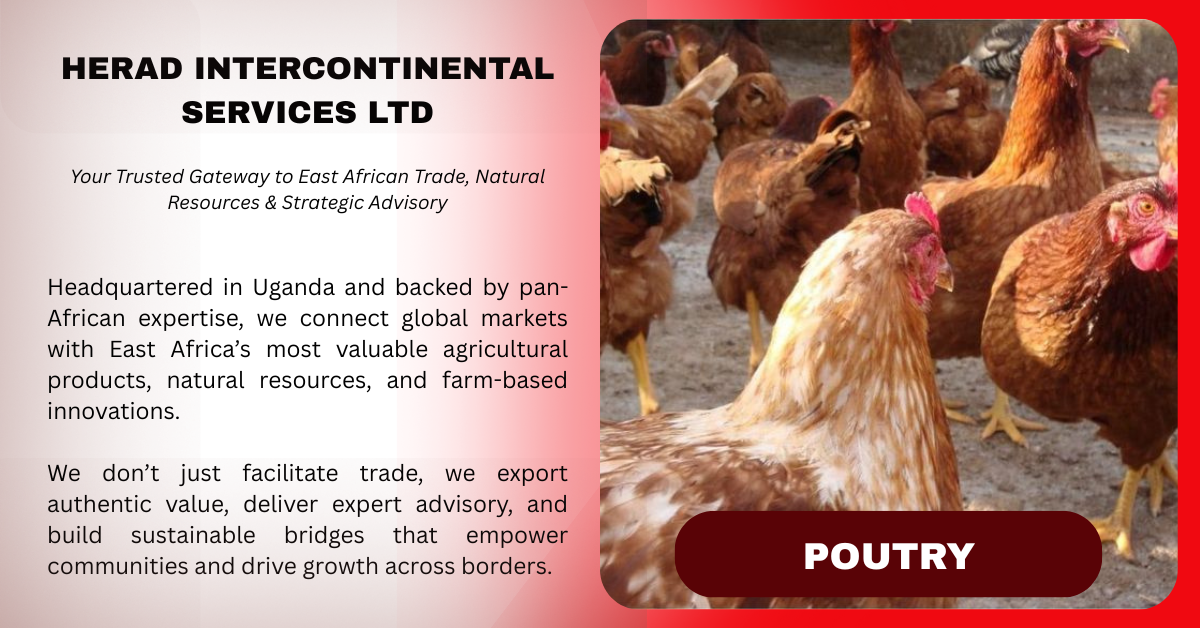 HERAD INTERCONTINENTAL
SERVICES LTD
Your Trusted Gateway to East African Trade, Natural
Resources & Strategic Advisory
Headquartered in Uganda and backed by pan-
African expertise, we connect global markets
with East Africa’s most valuable agricultural
products, natural resources, and farm-based
innovations.
We don’t just facilitate trade, we export
authentic value, deliver expert advisory, and
build sustainable bridges that empower
communities and drive growth across borders.
POUTRY